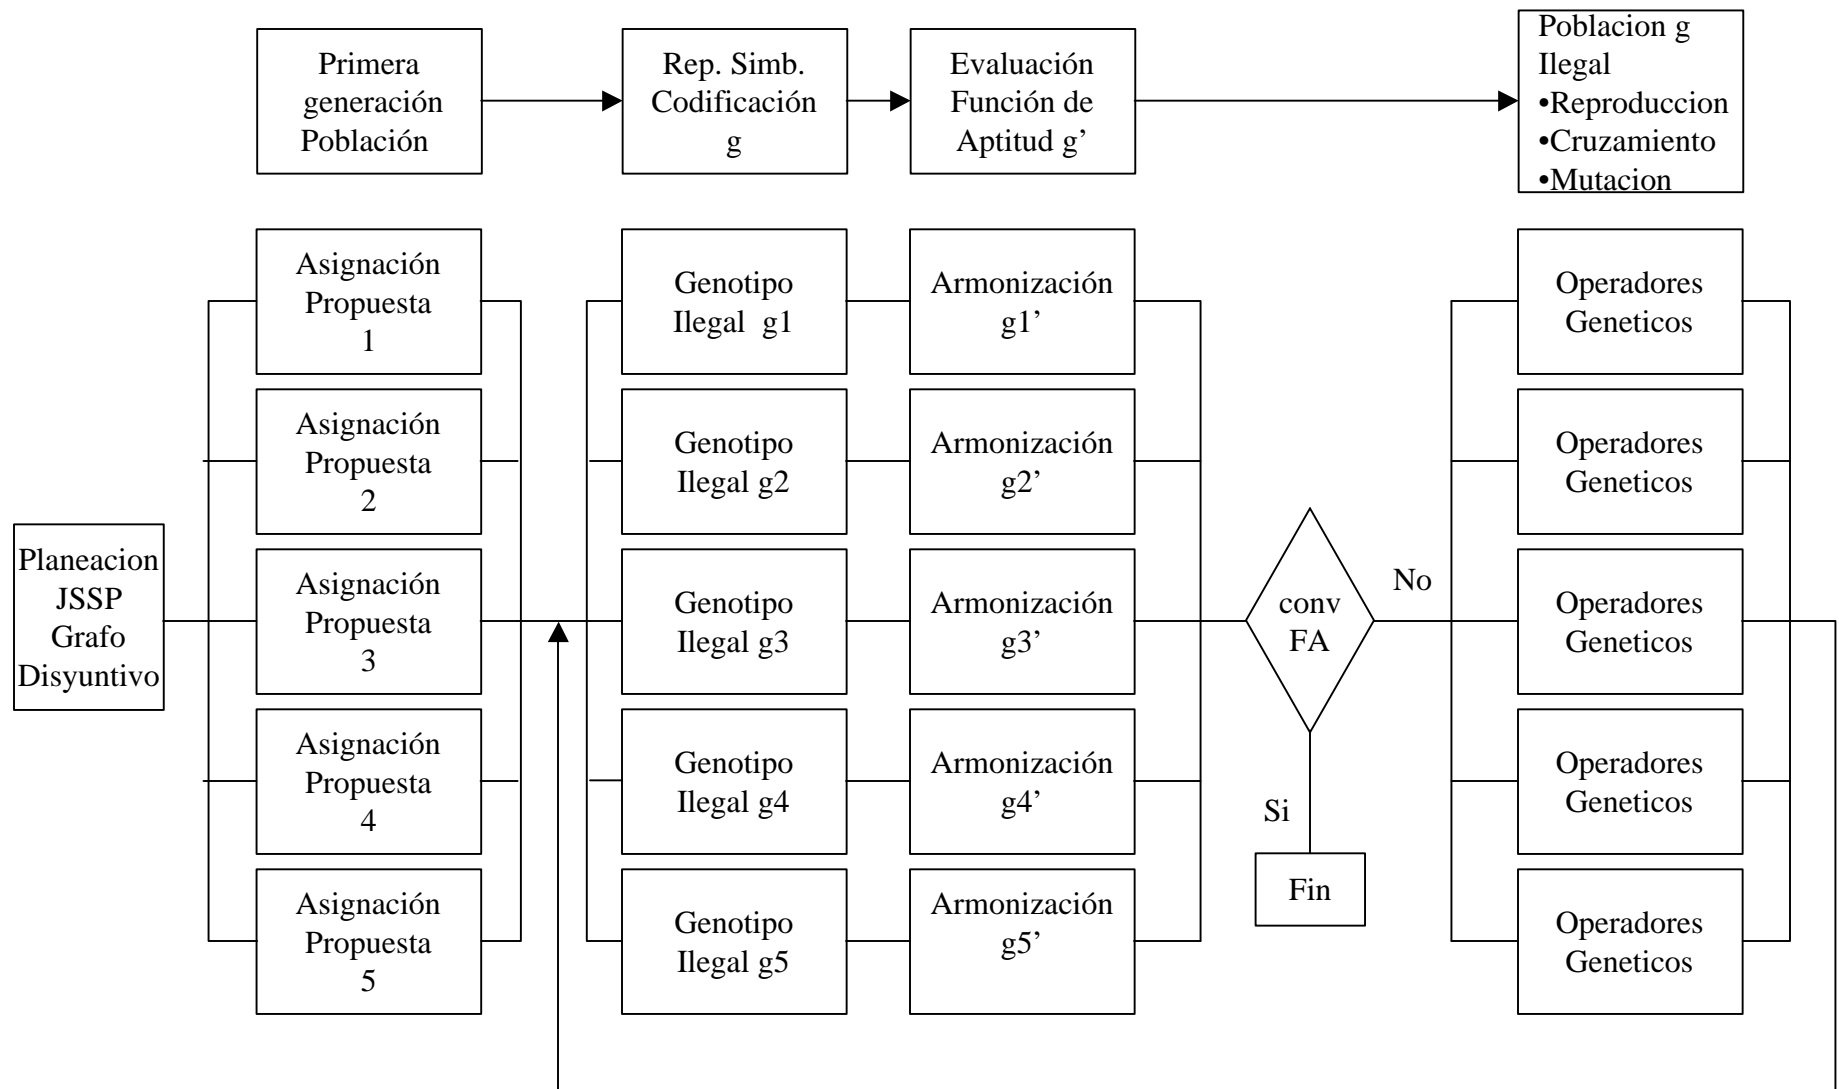 Primera
generación
Población
Rep. Simb.
Codificación
g
Evaluación
Función de
Aptitud g’
Poblacion g
Ilegal
•Reproduccion
•Cruzamiento
•Mutacion
Planeacion
JSSP
Grafo
Disyuntivo
Asignación
Propuesta
1
Asignación
Propuesta
2
Asignación
Propuesta
3
Asignación
Propuesta
4
Asignación
Propuesta
5
Genotipo
Ilegal g1
Genotipo
Ilegal g2
Genotipo
Ilegal g3
Genotipo
Ilegal g4
Genotipo
Ilegal g5
Armonización
g1’
Armonización
g2’
Armonización
g3’
Armonización
g4’
Armonización
g5’
conv
FA
No
Si
Fin
Operadores
Geneticos
Operadores
Geneticos
Operadores
Geneticos
Operadores
Geneticos
Operadores
Geneticos